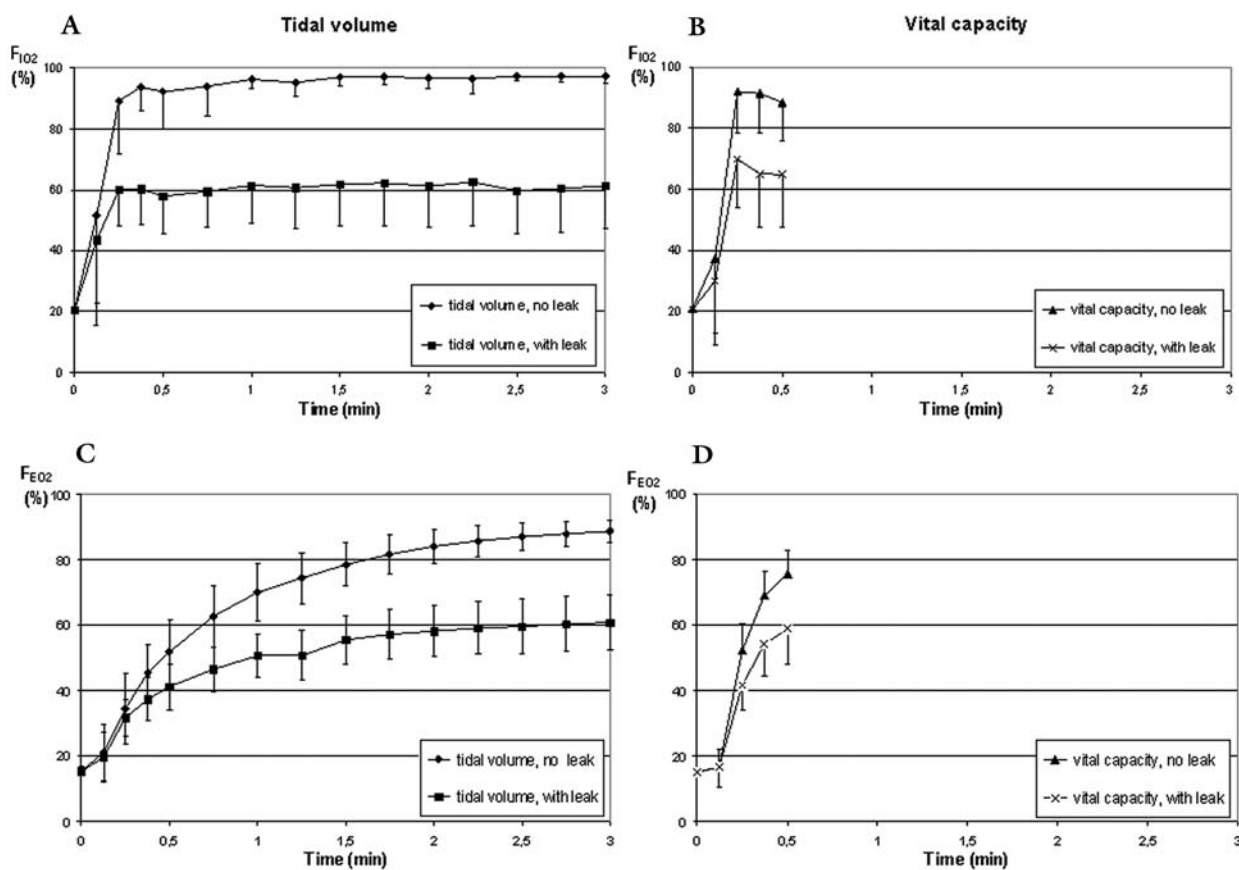 A
Tidal volume
B
Vital capacity
FIO2
(%)
100
80
60
40
20
0
tidal volume, no leak
tidal volume, with leak
0
0,5
1
1,5
2
2,5
3
Time (min)
FIO2
(%)
100
80
60
40
20
0
vital capacity, no leak
vital capacity, with leak
0
0,5
1
1,5
2
2,5
3
Time (min)
C
FEO2
(%)
100
80
60
40
20
0
tidal volume, no leak
tidal volume, with leak
0
0,5
1
1,5
2
2,5
3
Time (min)
D
FEO2
(%)
100
80
60
40
20
0
vital capacity, no leak
vital capacity, with leak
0
0,5
1
1,5
2
2,5
3
Time (min)